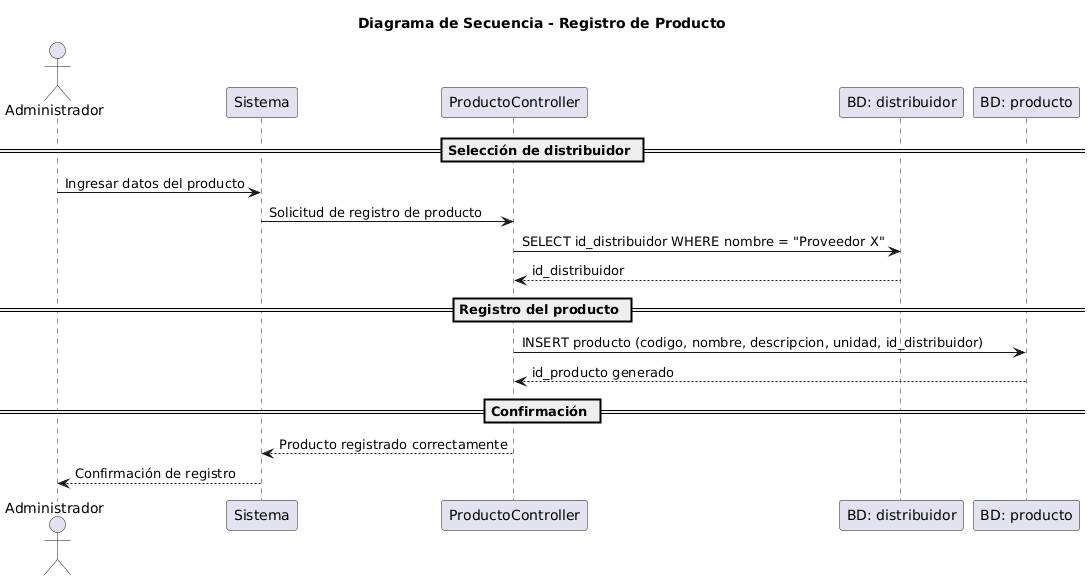 Diagrama de Secuencia - Registro de Producto
Administrador
Sistema
ProductoController
BD: distribuidor
BD: producto
Selección de distribuidor
Ingresar datos del producto
Solicitud de registro de producto
SELECT id_distribuidor WHERE nombre = "Proveedor X"
id_distribuidor
Registro del producto
INSERT producto (codigo, nombre, descripcion, unidad, id_distribuidor)
id_producto generado
Confirmación
Producto registrado correctamente
Confirmación de registro
Administrador
Sistema
ProductoController
BD: distribuidor
BD: producto